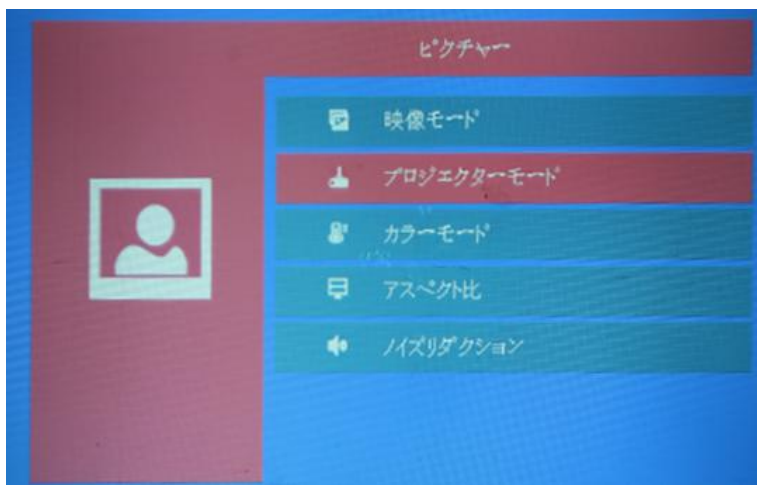 ピクチャー
映像モード
プロジェクターモード
カラーモード
アスペクト比
ノイズリダクション